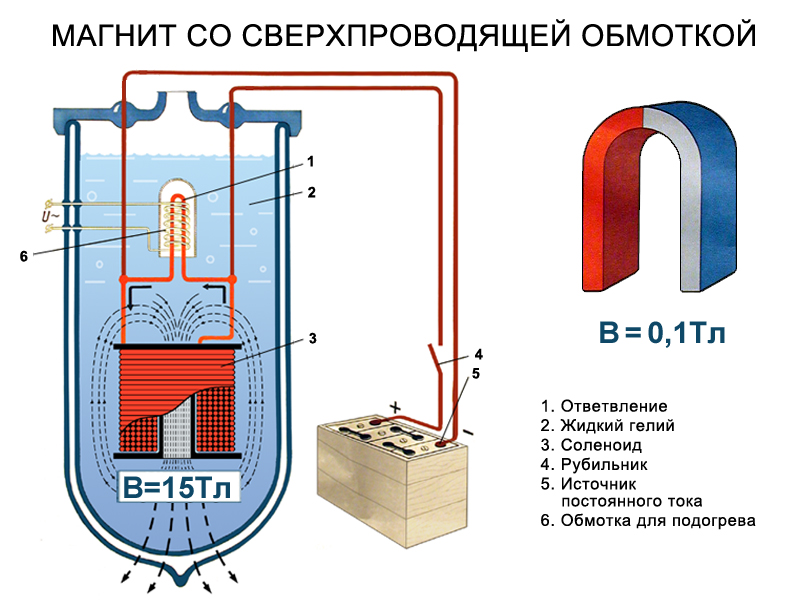 МАГНИТ СО СВЕРХПРОВОДЯЩЕЙ ОБМОТКОЙ
1
2
U~
6
3
4
5
+
−
B=15Тл
B = 0,1Тл
1. Ответвление
2. Жидкий гелий
3. Соленоид
4. Рубильник
5. Источник
постоянного тока
6. Обмотка для подогрева